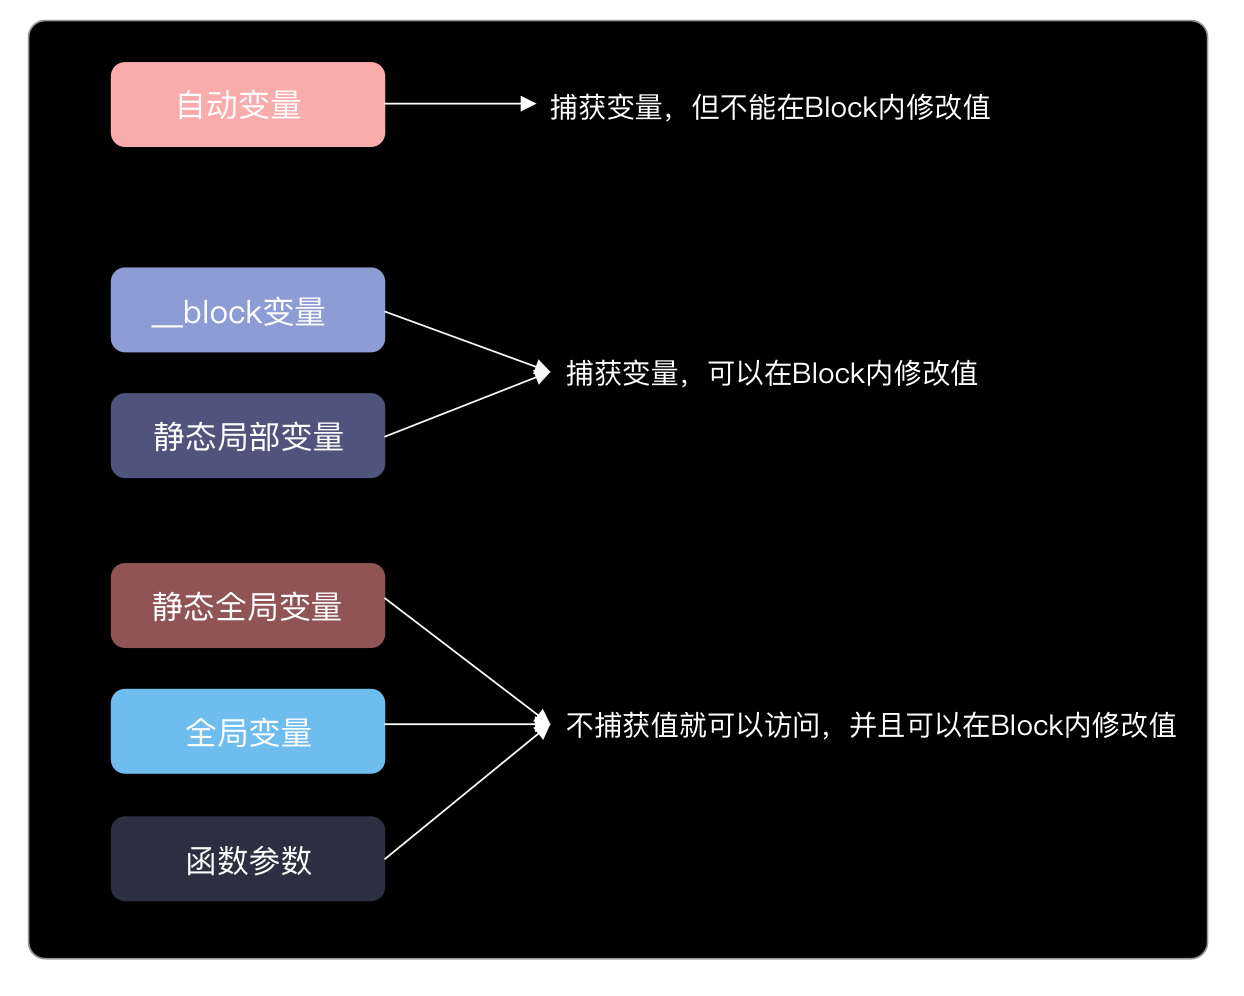 自动变量
捕获变量，但不能在Block内修改值
__block变量
捕获变量，可以在Block内修改值
静态局部变量
静态全局变量
全局变量
不捕获值就可以访问，并且可以在Block内修改值
函数参数